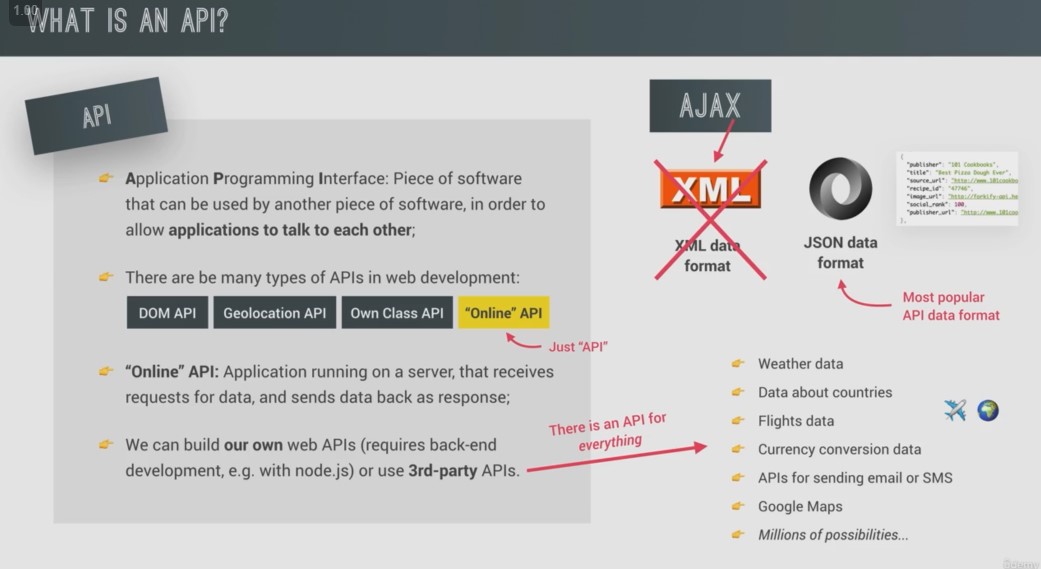 1.00
WHAT IS AN API?
API
👉 Application Programming Interface: Piece of software
that can be used by another piece of software, in order to
allow applications to talk to each other;
👉 There are be many types of APIs in web development:
DOM API
Geolocation API
Own Class API
“Online” API
Just “API”
👉 “Online” API: Application running on a server, that receives
requests for data, and sends data back as response;
👉 We can build our own web APIs (requires back-end
development, e.g. with node.js) or use 3rd-party APIs.
There is an API for
everything
AJAX
XML
XML data
format
JSON data
format
{
"publisher": "101 Cookbooks",
"title": "Best Pizza Dough Ever",
"source_url": "http://www.101cookbo
"recipe_id": "47746",
"image_url": "http://forkify-api.he
"social_rank": 100,
"publisher_url": "http://www.101coo
},
Most popular
API data format
👉 Weather data
👉 Data about countries
👉 Flights data
👉 Currency conversion data
👉 APIs for sending email or SMS
👉 Google Maps
👉 Millions of possibilities...